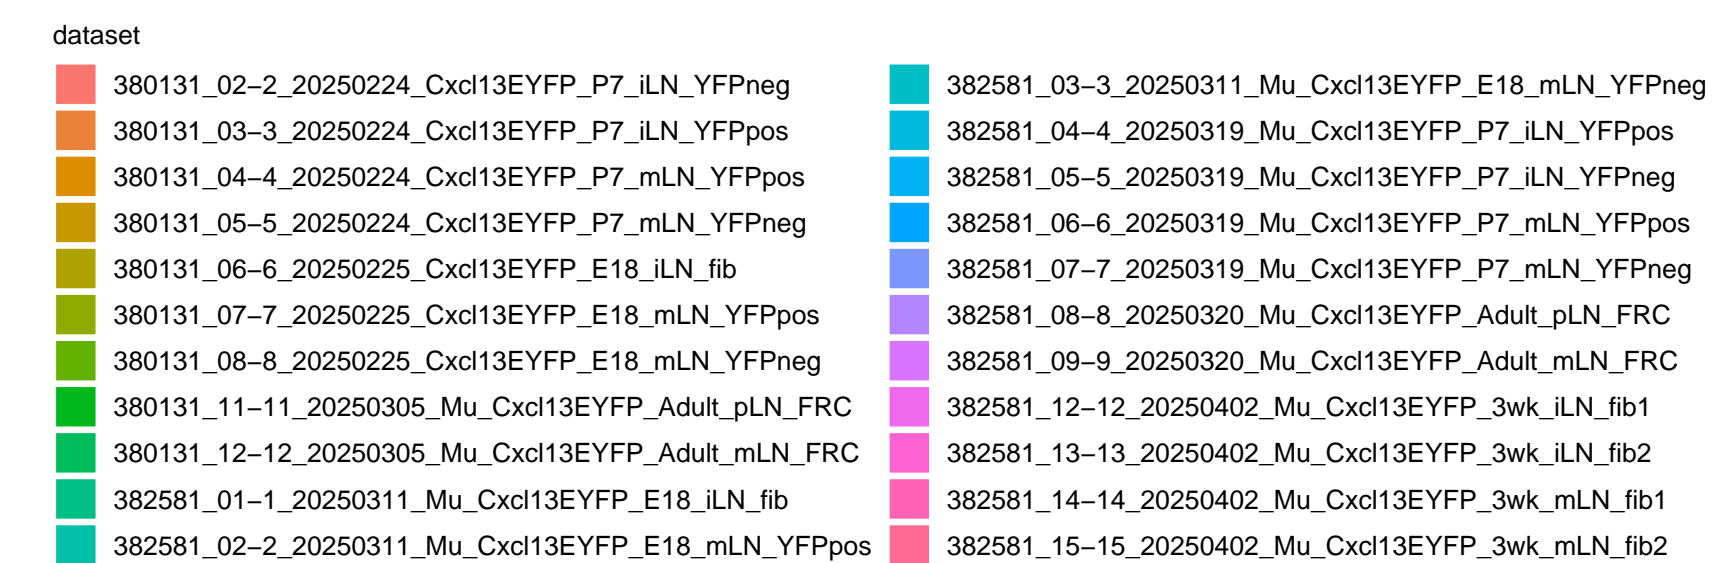 dataset
380131_02−2_20250224_Cxcl13EYFP_P7_iLN_YFPneg
380131_03−3_20250224_Cxcl13EYFP_P7_iLN_YFPpos
380131_04−4_20250224_Cxcl13EYFP_P7_mLN_YFPpos
380131_05−5_20250224_Cxcl13EYFP_P7_mLN_YFPneg
380131_06−6_20250225_Cxcl13EYFP_E18_iLN_fib
380131_07−7_20250225_Cxcl13EYFP_E18_mLN_YFPpos
380131_08−8_20250225_Cxcl13EYFP_E18_mLN_YFPneg
380131_11−11_20250305_Mu_Cxcl13EYFP_Adult_pLN_FRC
380131_12−12_20250305_Mu_Cxcl13EYFP_Adult_mLN_FRC
382581_01−1_20250311_Mu_Cxcl13EYFP_E18_iLN_fib
382581_02−2_20250311_Mu_Cxcl13EYFP_E18_mLN_YFPpos
382581_03−3_20250311_Mu_Cxcl13EYFP_E18_mLN_YFPneg
382581_04−4_20250319_Mu_Cxcl13EYFP_P7_iLN_YFPpos
382581_05−5_20250319_Mu_Cxcl13EYFP_P7_iLN_YFPneg
382581_06−6_20250319_Mu_Cxcl13EYFP_P7_mLN_YFPpos
382581_07−7_20250319_Mu_Cxcl13EYFP_P7_mLN_YFPneg
382581_08−8_20250320_Mu_Cxcl13EYFP_Adult_pLN_FRC
382581_09−9_20250320_Mu_Cxcl13EYFP_Adult_mLN_FRC
382581_12−12_20250402_Mu_Cxcl13EYFP_3wk_iLN_fib1
382581_13−13_20250402_Mu_Cxcl13EYFP_3wk_iLN_fib2
382581_14−14_20250402_Mu_Cxcl13EYFP_3wk_mLN_fib1
382581_15−15_20250402_Mu_Cxcl13EYFP_3wk_mLN_fib2